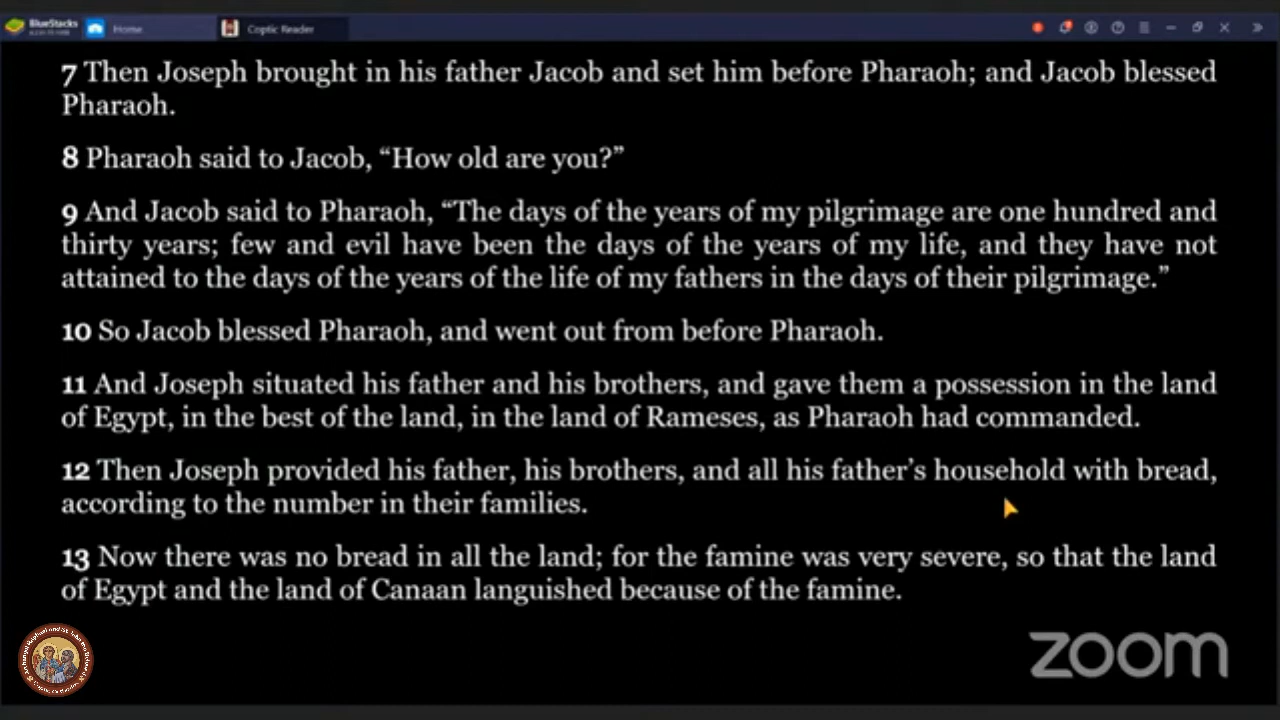 BlueStacks
Home
Coptic Reader
7 Then Joseph brought in his father Jacob and set him before Pharaoh; and Jacob blessed
Pharaoh.
8 Pharaoh said to Jacob, “How old are you?”
9 And Jacob said to Pharaoh, “The days of the years of my pilgrimage are one hundred and
thirty years; few and evil have been the days of the years of my life, and they have not
attained to the days of the years of the life of my fathers in the days of their pilgrimage.”
10 So Jacob blessed Pharaoh, and went out from before Pharaoh.
11 And Joseph situated his father and his brothers, and gave them a possession in the land
of Egypt, in the best of the land, in the land of Rameses, as Pharaoh had commanded.
12 Then Joseph provided his father, his brothers, and all his father’s household with bread,
according to the number in their families.
13 Now there was no bread in all the land; for the famine was very severe, so that the land
of Egypt and the land of Canaan languished because of the famine.
zoom